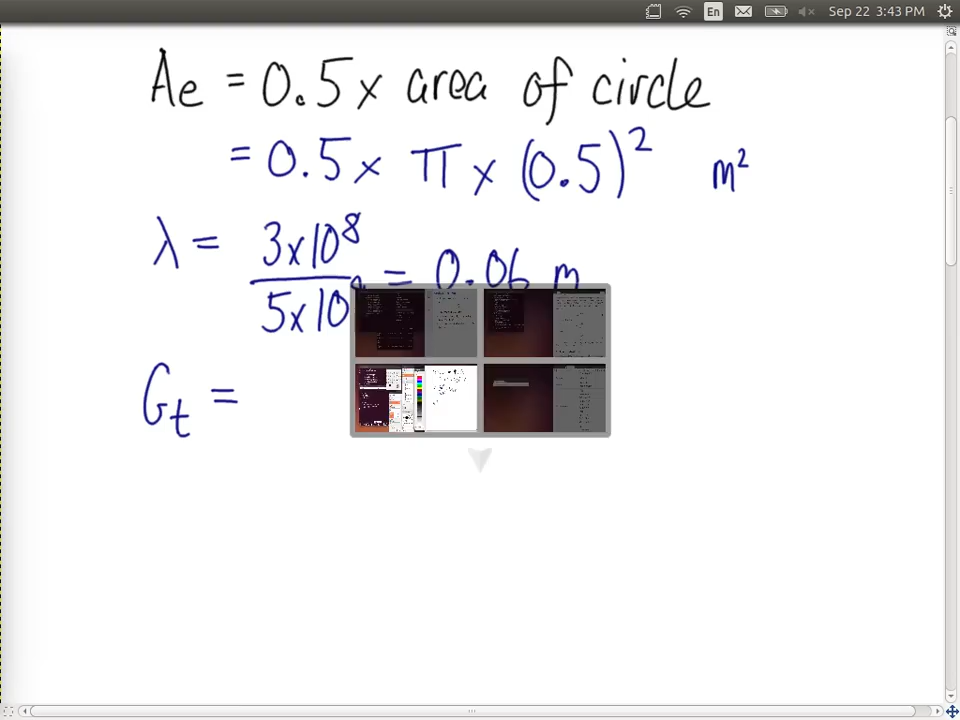 En Sep 22 3:43 PM
Ae = 0.5 x area of circle
= 0.5 x π x (0.5)² m²
λ = 3x10⁸
5x10 = 0.06 m
Gt =